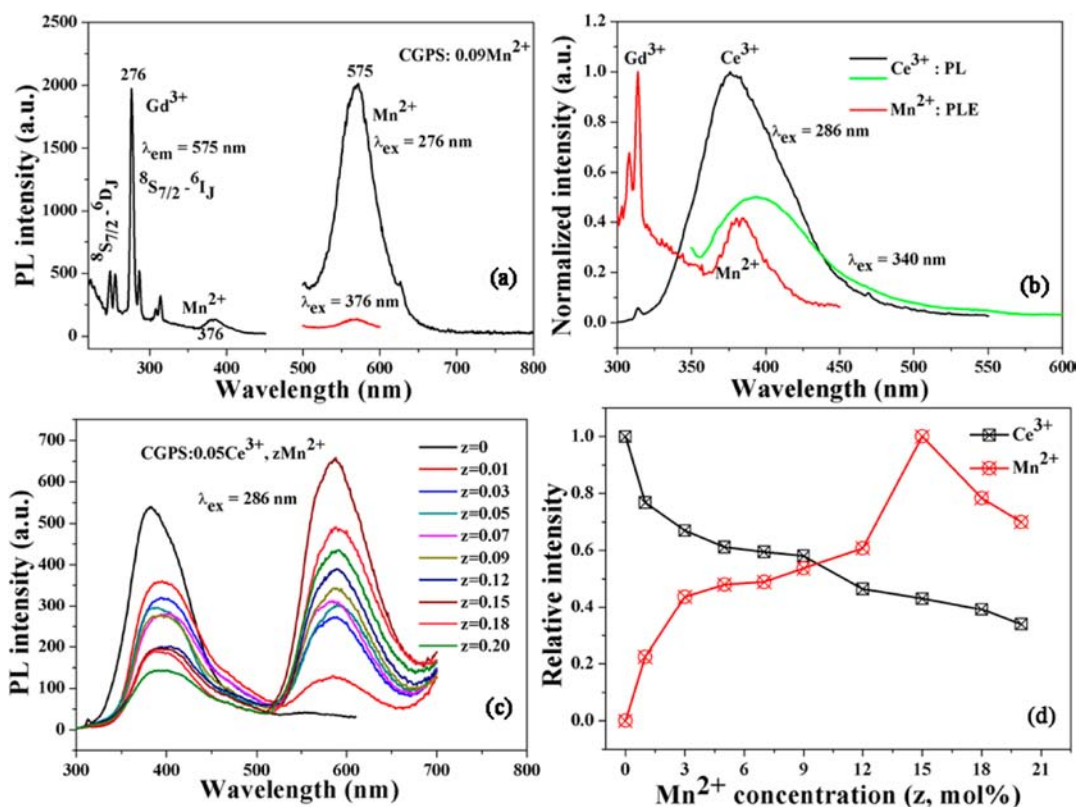 2500
2000
1500
1000
500
0
PL intensity (a.u.)
200 300 400 500 600 700 800
Wavelength (nm)
276
Gd³⁺
λem = 575 nm
⁸S7/2 -⁶IJ
⁸S7/2 -⁶DJ
Mn²⁺
376
CGPS: 0.09Mn²⁺
575
Mn²⁺
λex = 276 nm
λex = 376 nm
(a)
1.2
1.0
0.8
0.6
0.4
0.2
0.0
Normalized intensity (a.u.)
300 350 400 450 500 550 600
Wavelength (nm)
Gd³⁺
Ce³⁺
Ce³⁺ : PL
Mn²⁺: PLE
λex = 286 nm
λex = 340 nm
Mn²⁺
(b)
700
600
500
400
300
200
100
0
PL intensity (a.u.)
300 400 500 600 700 800
Wavelength (nm)
CGPS:0.05Ce³⁺, zMn²⁺
λex = 286 nm
z=0
z=0.01
z=0.03
z=0.05
z=0.07
z=0.09
z=0.12
z=0.15
z=0.18
z=0.20
(c)
1.0
0.8
0.6
0.4
0.2
0.0
Relative intensity
0 3 6 9 12 15 18 21
Mn²⁺ concentration (z, mol%)
Ce³⁺
Mn²⁺
(d)